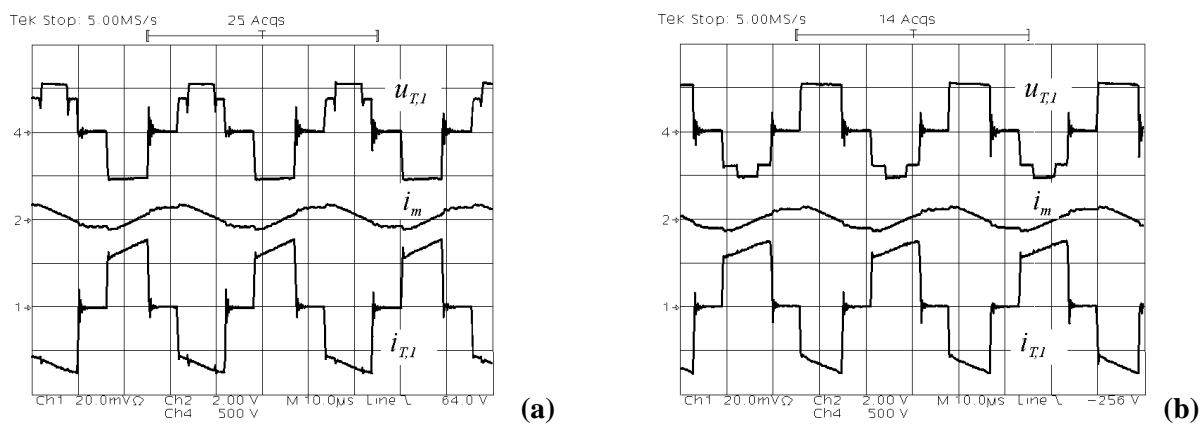 Tek Stop: 5.00MS/s 25 Acqs
u_{T,1}
4
i_m
2
1
i_{T,1}
Ch1 20.0mVΩ Ch2 2.00 V M 10.0µs Line 64.0 V
Ch4 500 V
(a)
Tek Stop: 5.00MS/s 14 Acqs
u_{T,1}
4
i_m
2
1
i_{T,1}
Ch1 20.0mVΩ Ch2 2.00 V M 10.0µs Line -256 V
Ch4 500 V
(b)